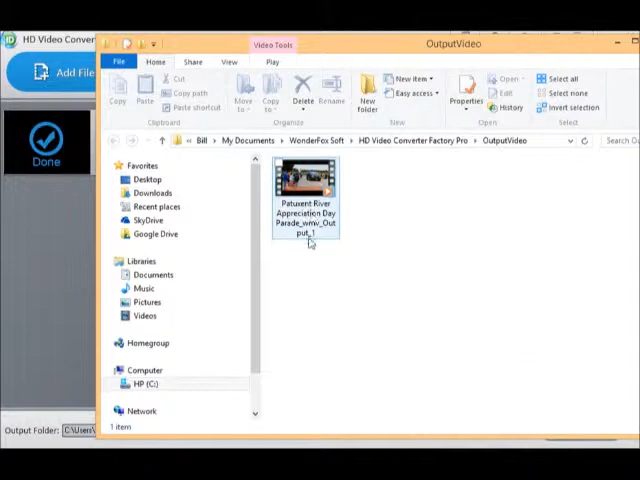 HD Video Conver
Video Tools
OutputVideo
Add File
File
Home
Share
View
Play
Copy
Paste
Cut
Copy path
Paste shortcut
Clipboard
Move to
Copy to
Delete
Rename
Organize
New folder
New item
Easy access
New
Properties
Open
Edit
History
Open
Select all
Select none
Invert selection
Select
Bill
My Documents
WonderFox Soft
HD Video Converter Factory Pro
OutputVideo
Search Ou
Done
Favorites
Desktop
Downloads
Recent places
SkyDrive
Google Drive
Libraries
Documents
Music
Pictures
Videos
Homegroup
Computer
HP (C:)
Network
Patuxent River
Appreciation Day
Parade_wmv_Out
put_1
Output Folder:
C:\Users\
1 item